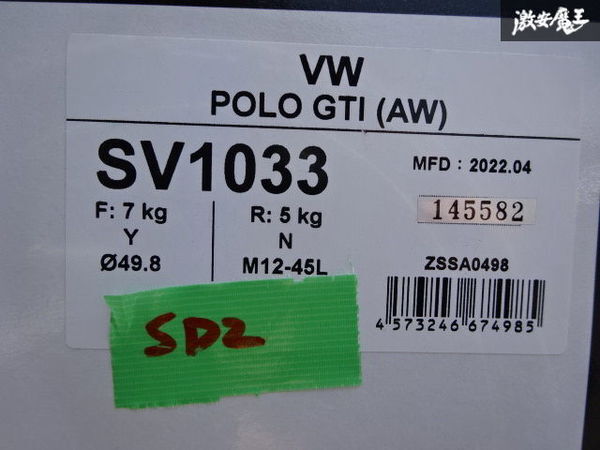 激安魔王
VW
POLO GTI (AW)
SV1033
MFD : 2022.04
F: 7 kg
R: 5 kg
145582
Y
N
Ø49.8
M12-45L
ZSSA0498
4 573246 674985
SD2